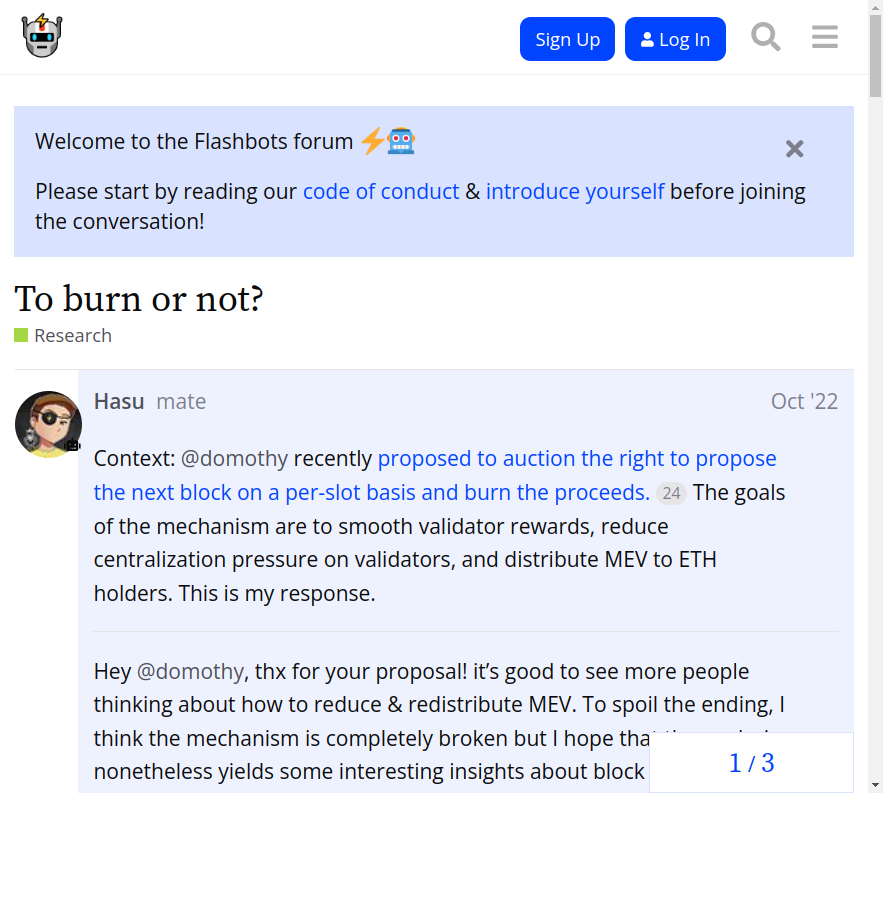 Sign Up
Log In
Welcome to the Flashbots forum
Please start by reading our code of conduct & introduce yourself before joining
the conversation!
To burn or not?
Research
Hasu mate
Oct '22
Context: @domothy recently proposed to auction the right to propose
the next block on a per-slot basis and burn the proceeds. 24 The goals
of the mechanism are to smooth validator rewards, reduce
centralization pressure on validators, and distribute MEV to ETH
holders. This is my response.
Hey @domothy, thx for your proposal! it’s good to see more people
thinking about how to reduce & redistribute MEV. To spoil the ending, I
think the mechanism is completely broken but I hope that
nonetheless yields some interesting insights about block
1 / 3